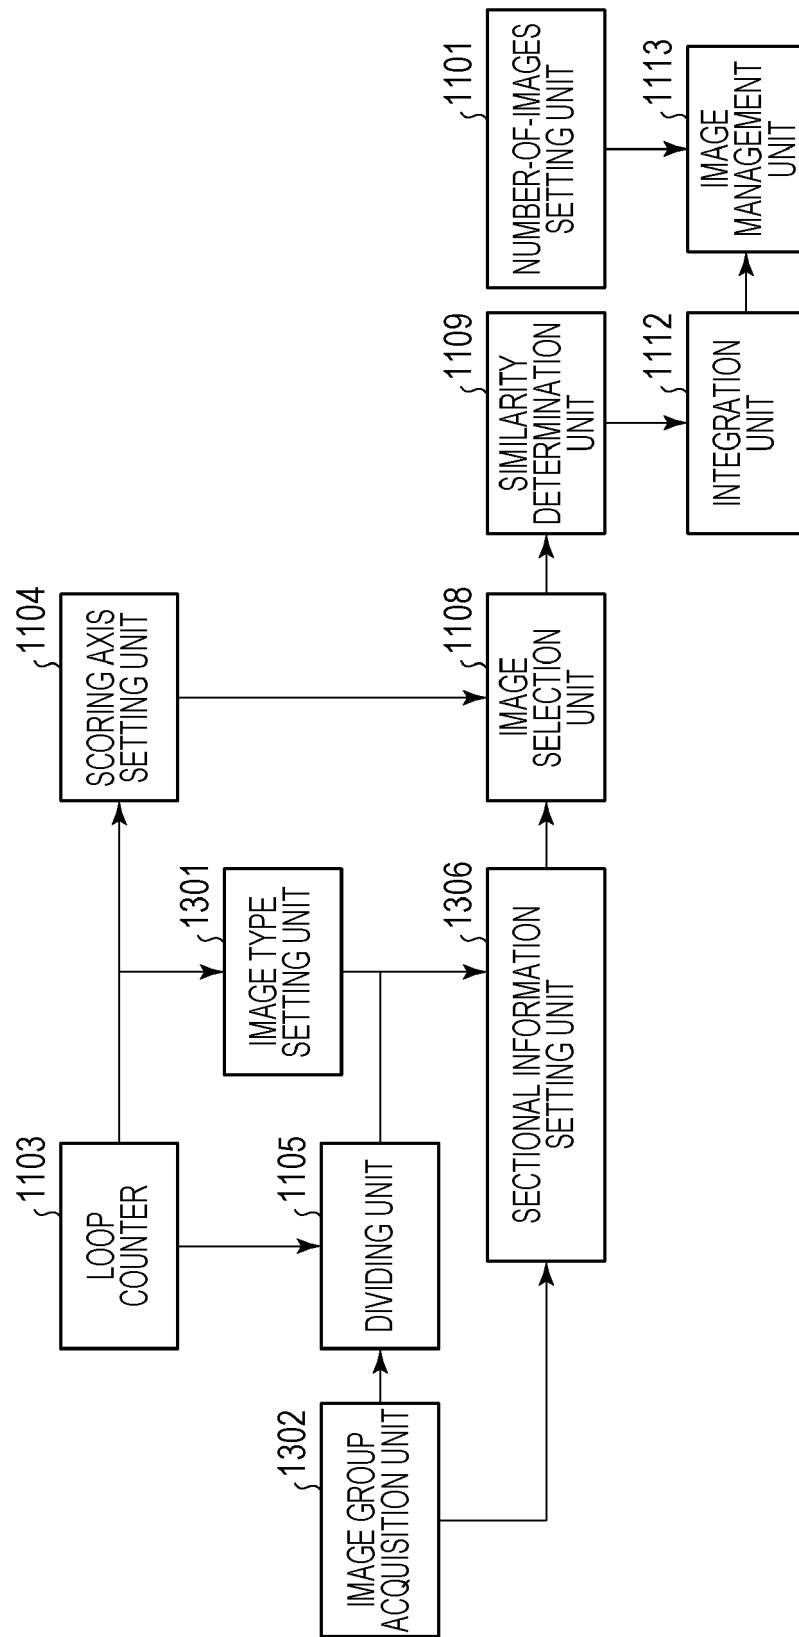 1103
LOOP
COUNTER
1104
SCORING AXIS
SETTING UNIT
1301
IMAGE TYPE
SETTING UNIT
1302
IMAGE GROUP
ACQUISITION UNIT
1105
DIVIDING UNIT
1306
SECTIONAL INFORMATION
SETTING UNIT
1108
IMAGE
SELECTION
UNIT
1109
SIMILARITY
DETERMINATION
UNIT
1101
NUMBER-OF-IMAGES
SETTING UNIT
1112
INTEGRATION
UNIT
1113
IMAGE
MANAGEMENT
UNIT